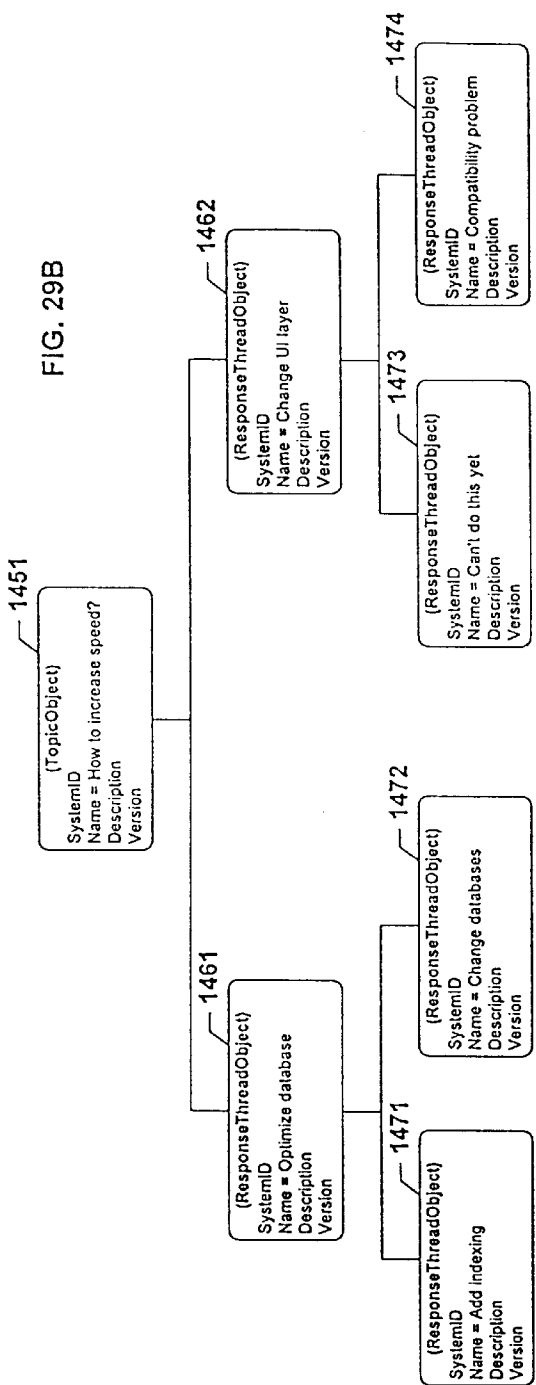 FIG. 29B
1451
(TopicObject)
SystemID
Name = How to increase speed?
Description
Version
1461
(ResponseThreadObject)
SystemID
Name = Optimize database
Description
Version
1462
(ResponseThreadObject)
SystemID
Name = Change UI layer
Description
Version
1471
(ResponseThreadObject)
SystemID
Name = Add indexing
Description
Version
1472
(ResponseThreadObject)
SystemID
Name = Change databases
Description
Version
1473
(ResponseThreadObject)
SystemID
Name = Can't do this yet
Description
Version
1474
(ResponseThreadObject)
SystemID
Name = Compatibility problem
Description
Version